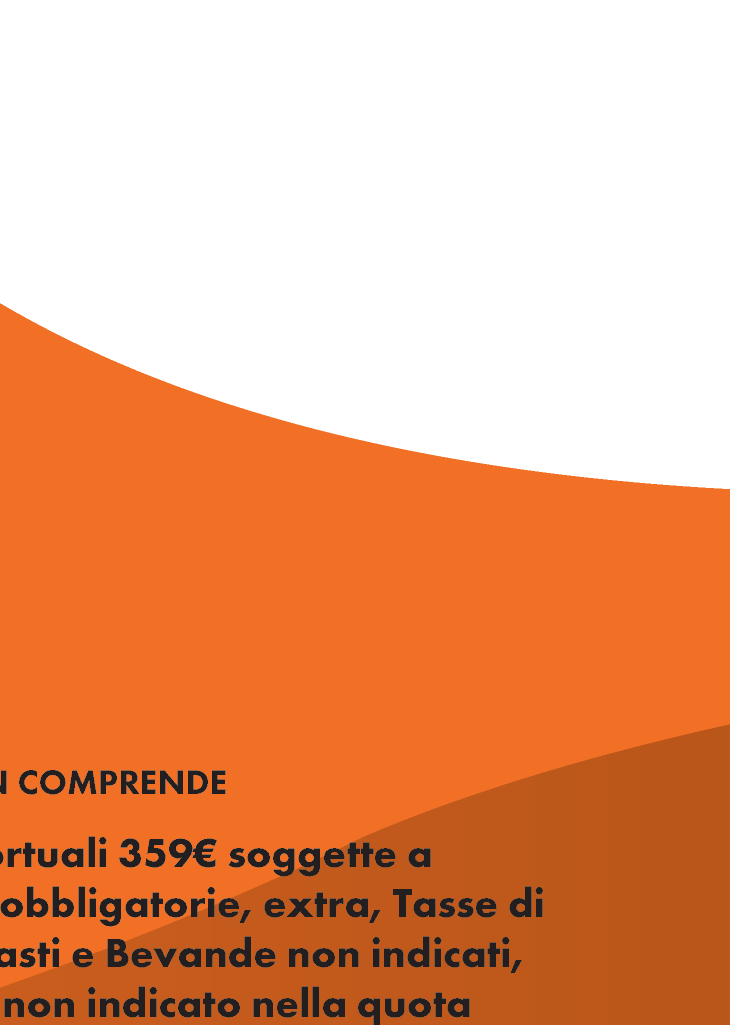 N COMPRENDE
ortuali 359€ soggette a
obbligatorie, extra, Tasse di
asti e Bevande non indicati,
non indicato nella quota